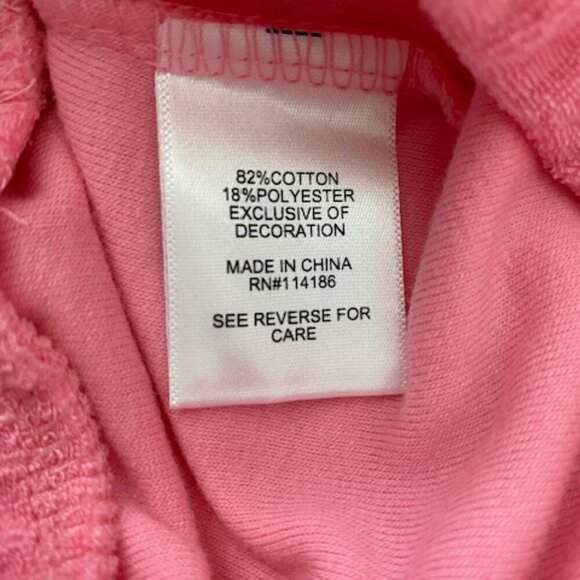 82%COTTON
18%POLYESTER
EXCLUSIVE OF
DECORATION
MADE IN CHINA
RN#114186
SEE REVERSE FOR
CARE